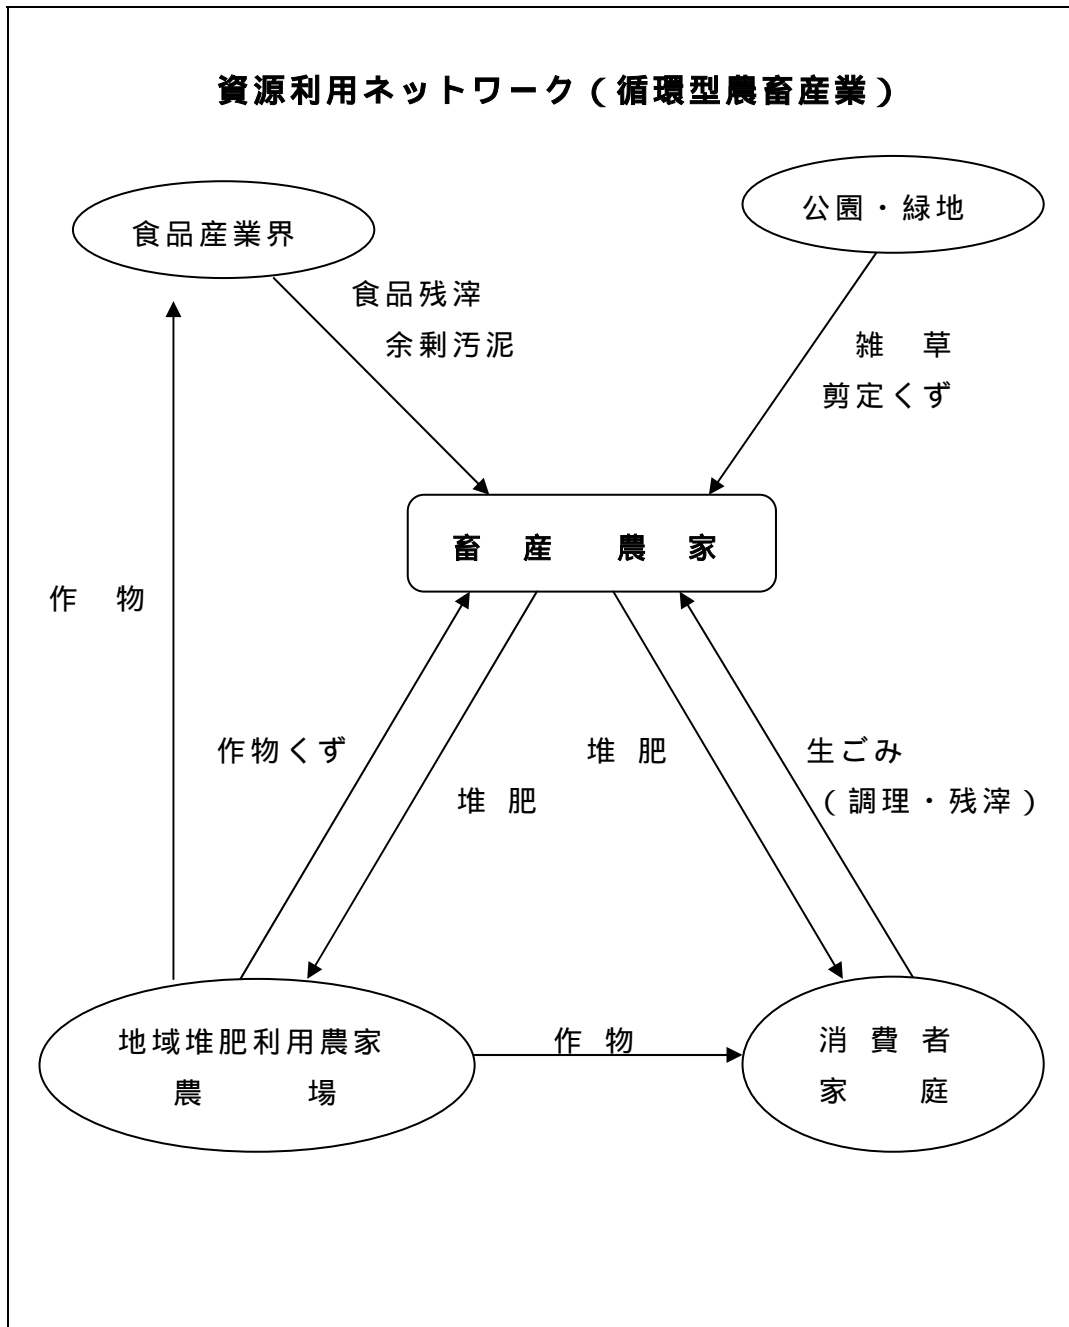 資源利用ネットワーク(循環型農畜産業)
食品産業界
公園・緑地
食品残滓
余剰汚泥
雑 草
剪定くず
畜 産 農 家
作 物
作物くず
堆 肥
堆 肥
生ごみ
(調理・残滓)
地域堆肥利用農家
農 場
作 物
消 費 者
家 庭